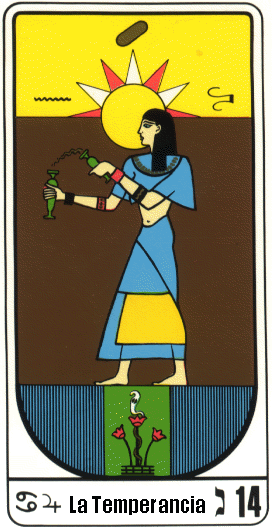 ♋ ♃ La Temperancia נ 14